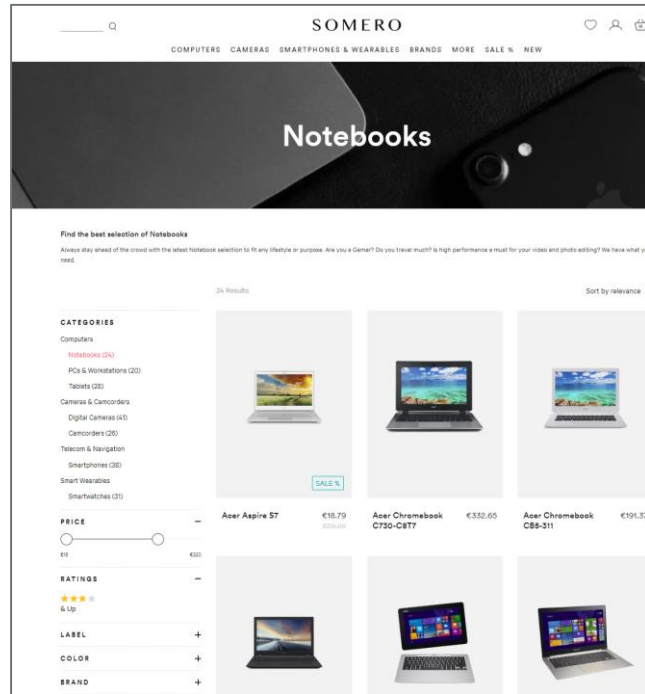 SOMERO
COMPUTERS CAMERAS SMARTPHONES & WEARABLES BRANDS MORE SALE % NEW
Notebooks
Find the best selection of Notebooks
Always stay ahead of the crowd with the latest Notebook selection to fit any lifestyle or purpose. Are you a Gamer? Do you travel much? Is high performance a must for your video and photo editing? We have what
need.
24 Results
Sort by relevance
CATEGORIES
Computers
Notebooks (24)
PCs & Workstations (20)
Tablets (28)
Cameras & Camcorders
Digital Cameras (41)
Camcorders (26)
Telecom & Navigation
Smartphones (38)
Smart Wearables
Smartwatches (31)
SALE %
Acer Aspire S7 €18.79
Acer Chromebook €332.65
C730-C8T7
Acer Chromebook €191.37
CB5-311
PRICE
RATINGS
& Up
LABEL
COLOR
BRAND